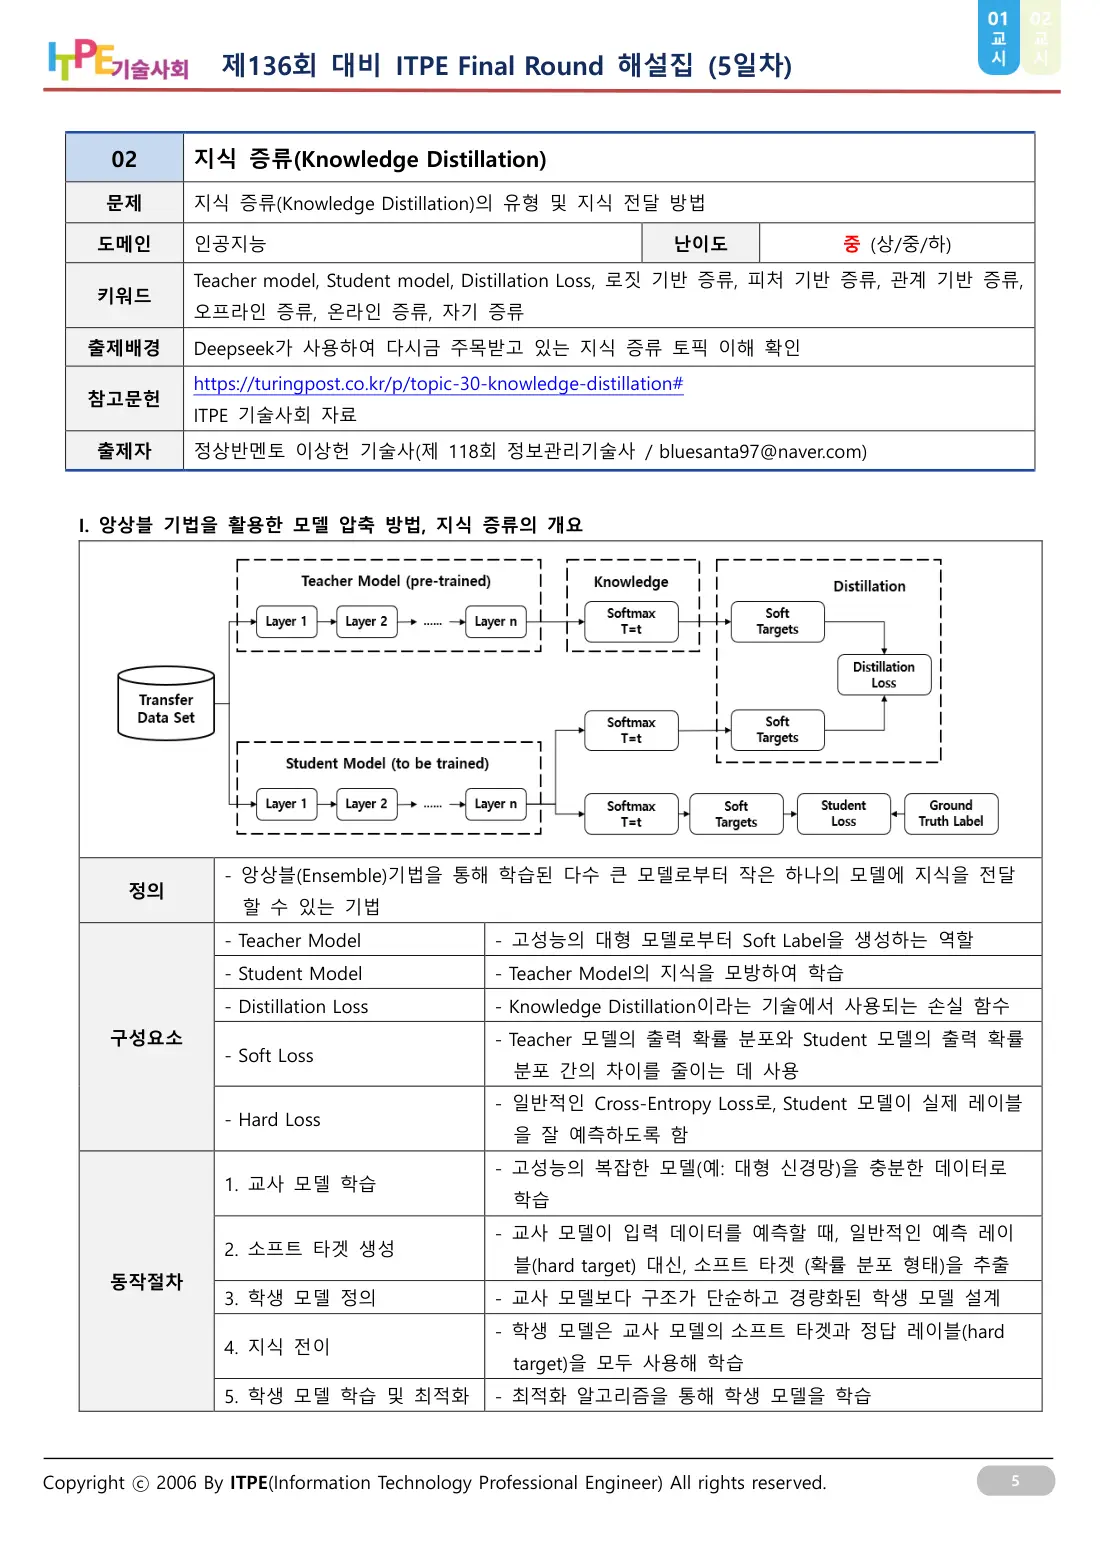 ITPE기술사회 제136회 대비 ITPE Final Round 해설집 (5일차)
01 교시
02 교시
02 지식 증류(Knowledge Distillation)
문제 지식 증류(Knowledge Distillation)의 유형 및 지식 전달 방법
도메인 인공지능 난이도 중 (상/중/하)
키워드 Teacher model, Student model, Distillation Loss, 로짓 기반 증류, 피처 기반 증류, 관계 기반 증류,
오프라인 증류, 온라인 증류, 자기 증류
출제배경 Deepseek가 사용하여 다시금 주목받고 있는 지식 증류 토픽 이해 확인
참고문헌 https://turingpost.co.kr/p/topic-30-knowledge-distillation#
ITPE 기술사회 자료
출제자 정상반멘토 이상헌 기술사(제 118회 정보관리기술사 / bluesanta97@naver.com)
I. 앙상블 기법을 활용한 모델 압축 방법, 지식 증류의 개요
Teacher Model (pre-trained)
Layer 1 Layer 2 ...... Layer n
Knowledge
Softmax
T=t
Distillation
Soft
Targets
Distillation
Loss
Transfer
Data Set
Softmax
T=t
Soft
Targets
Student Model (to be trained)
Layer 1 Layer 2 ...... Layer n
Softmax
T=t
Soft
Targets
Student
Loss
Ground
Truth Label
정의 - 앙상블(Ensemble)기법을 통해 학습된 다수 큰 모델로부터 작은 하나의 모델에 지식을 전달
할 수 있는 기법
구성요소
- Teacher Model - 고성능의 대형 모델로부터 Soft Label을 생성하는 역할
- Student Model - Teacher Model의 지식을 모방하여 학습
- Distillation Loss - Knowledge Distillation이라는 기술에서 사용되는 손실 함수
- Soft Loss - Teacher 모델의 출력 확률 분포와 Student 모델의 출력 확률
분포 간의 차이를 줄이는 데 사용
- Hard Loss - 일반적인 Cross-Entropy Loss로, Student 모델이 실제 레이블
을 잘 예측하도록 함
동작절차
1. 교사 모델 학습 - 고성능의 복잡한 모델(예: 대형 신경망)을 충분한 데이터로
학습
2. 소프트 타겟 생성 - 교사 모델이 입력 데이터를 예측할 때, 일반적인 예측 레이
블(hard target) 대신, 소프트 타겟 (확률 분포 형태)을 추출
3. 학생 모델 정의 - 교사 모델보다 구조가 단순하고 경량화된 학생 모델 설계
4. 지식 전이 - 학생 모델은 교사 모델의 소프트 타겟과 정답 레이블(hard
target)을 모두 사용해 학습
5. 학생 모델 학습 및 최적화 - 최적화 알고리즘을 통해 학생 모델을 학습
Copyright ⓒ 2006 By ITPE(Information Technology Professional Engineer) All rights reserved. 5